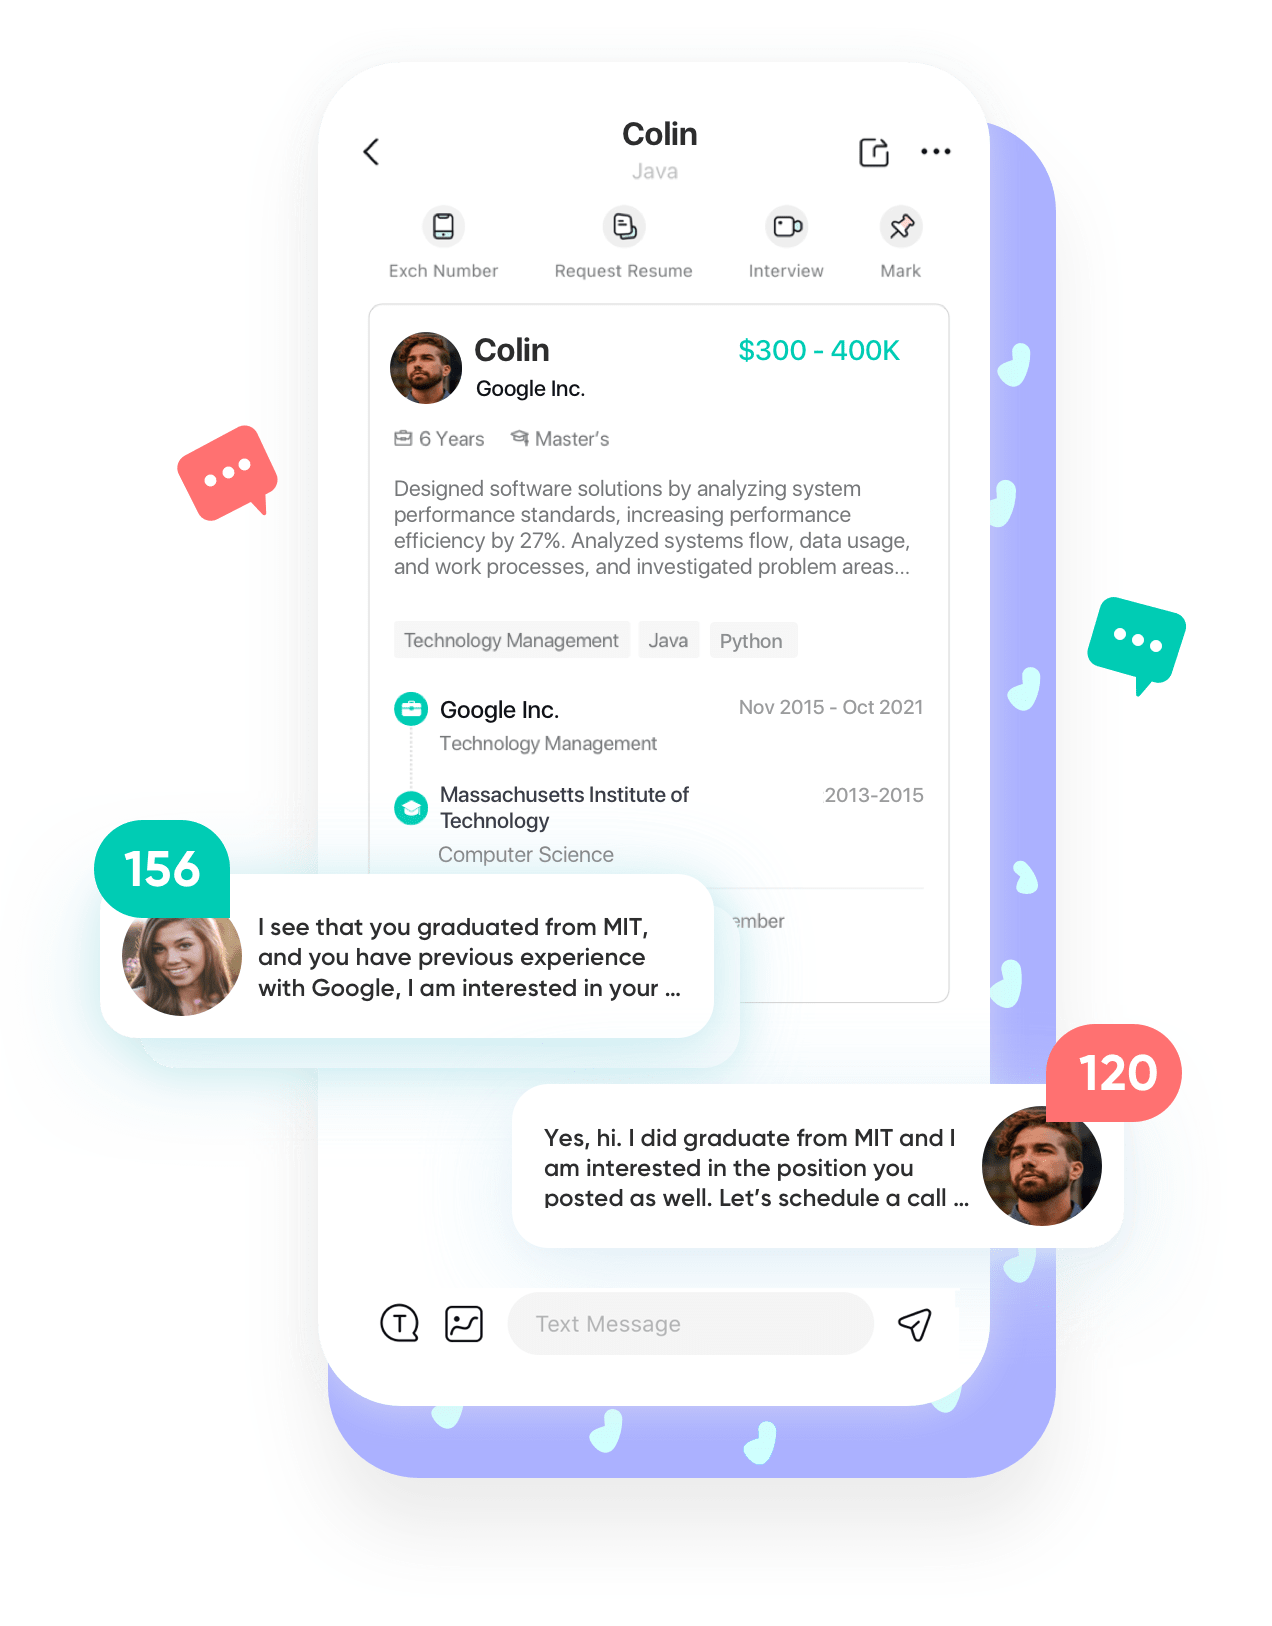 Colin
Java
Exch Number
Request Resume
Interview
Mark
Colin
$300 - 400K
Google Inc.
6 Years
Master's
Designed software solutions by analyzing system
performance standards, increasing performance
efficiency by 27%. Analyzed systems flow, data usage,
and work processes, and investigated problem areas...
Technology Management
Java
Python
Google Inc.
Nov 2015 - Oct 2021
Technology Management
Massachusetts Institute of
2013-2015
Technology
Computer Science
156
I see that you graduated from MIT,
and you have previous experience
with Google, I am interested in your ...
120
Yes, hi. I did graduate from MIT and I
am interested in the position you
posted as well. Let's schedule a call ...
T
Text Message